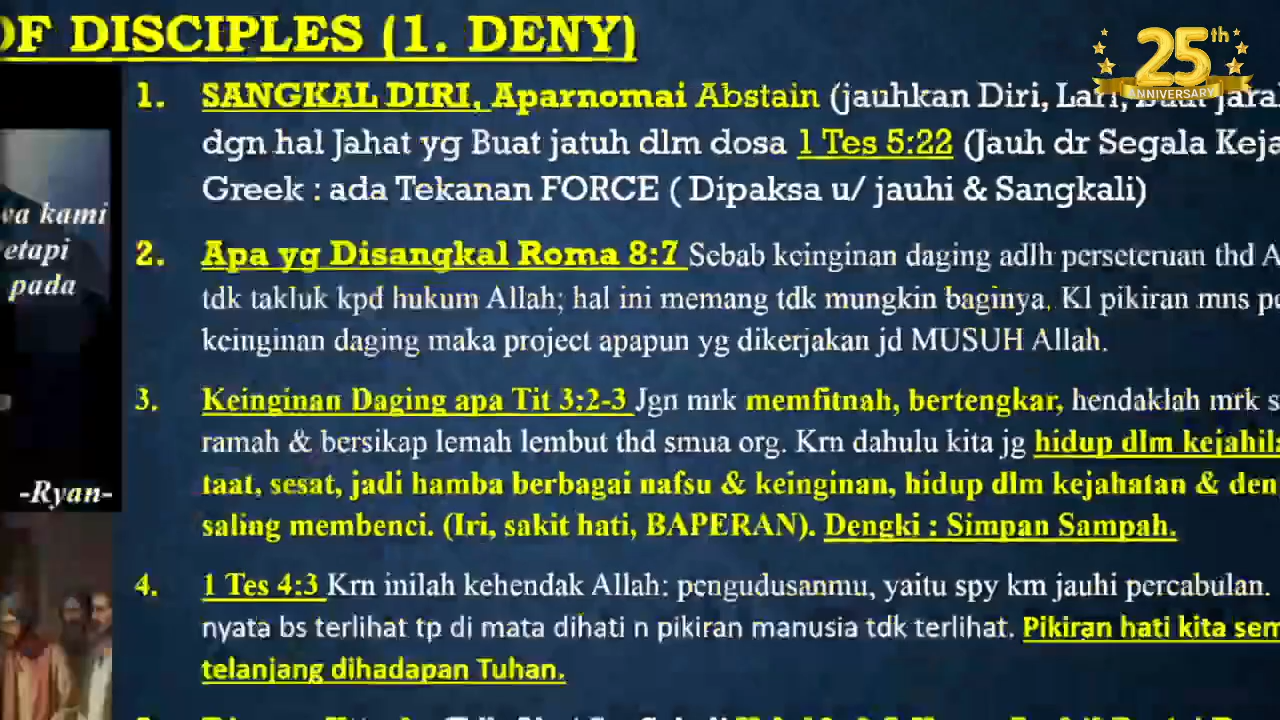 OF DISCIPLES (1. DENY)
25th
ANNIVERSARY
1. SANGKAL DIRI, Aparnomai Abstain (jauhkan Diri, Lari,
dgn hal Jahat yg Buat jatuh dlm dosa 1 Tes 5:22 (Jauh dr Segala
Greek : ada Tekanan FORCE ( Dipaksa u/ jauhi & Sangkali)
kami
etapi
pada
2. Apa yg Disangkal Roma 8:7 Sebab keinginan daging adlh perseteruan thd
tdk takluk kpd hukum Allah; hal ini memang tdk mungkin baginya. Kl pikiran mns
keinginan daging maka project apapun yg dikerjakan jd MUSUH Allah.
3. Keinginan Daging apa Tit 3:2-3 Jgn mrk memfitnah, bertengkar, hendaklah mrk
ramah & bersikap lemah lembut thd smua org. Krn dahulu kita jg hidup dlm
-Ryan-
taat, sesat, jadi hamba berbagai nafsu & keinginan, hidup dlm kejahatan &
saling membenci. (Iri, sakit hati, BAPERAN). Dengki : Simpan Sampah.
4. 1 Tes 4:3 Krn inilah kehendak Allah: pengudusanmu, yaitu spy km jauhi percabulan.
nyata bs terlihat tp di mata dihati n pikiran manusia tdk terlihat. Pikiran hati kita
telanjang dihadapan Tuhan.